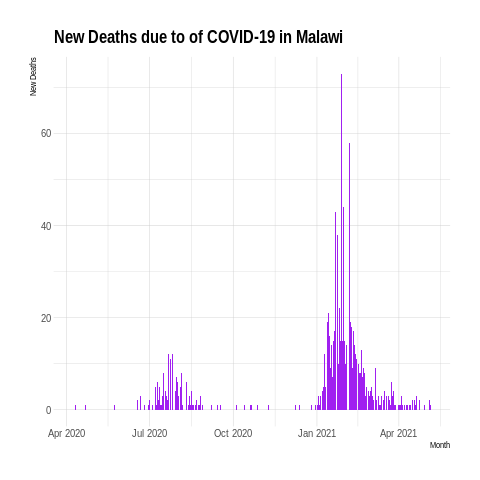 New Deaths due to of COVID-19 in Malawi
New Deaths
60
40
20
0
Apr 2020 Jul 2020 Oct 2020 Jan 2021 Apr 2021
Month